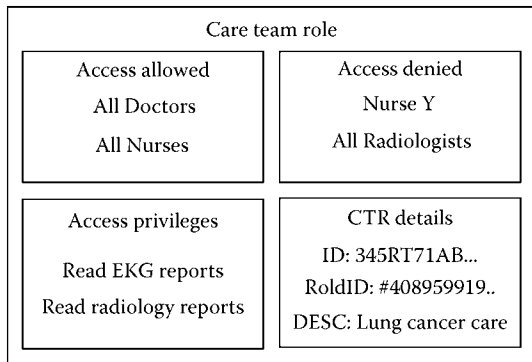 Care team role
Access allowed
All Doctors
All Nurses
Access denied
Nurse Y
All Radiologists
Access privileges
Read EKG reports
Read radiology reports
CTR details
ID: 345RT71AB...
RoldID: #408959919..
DESC: Lung cancer care